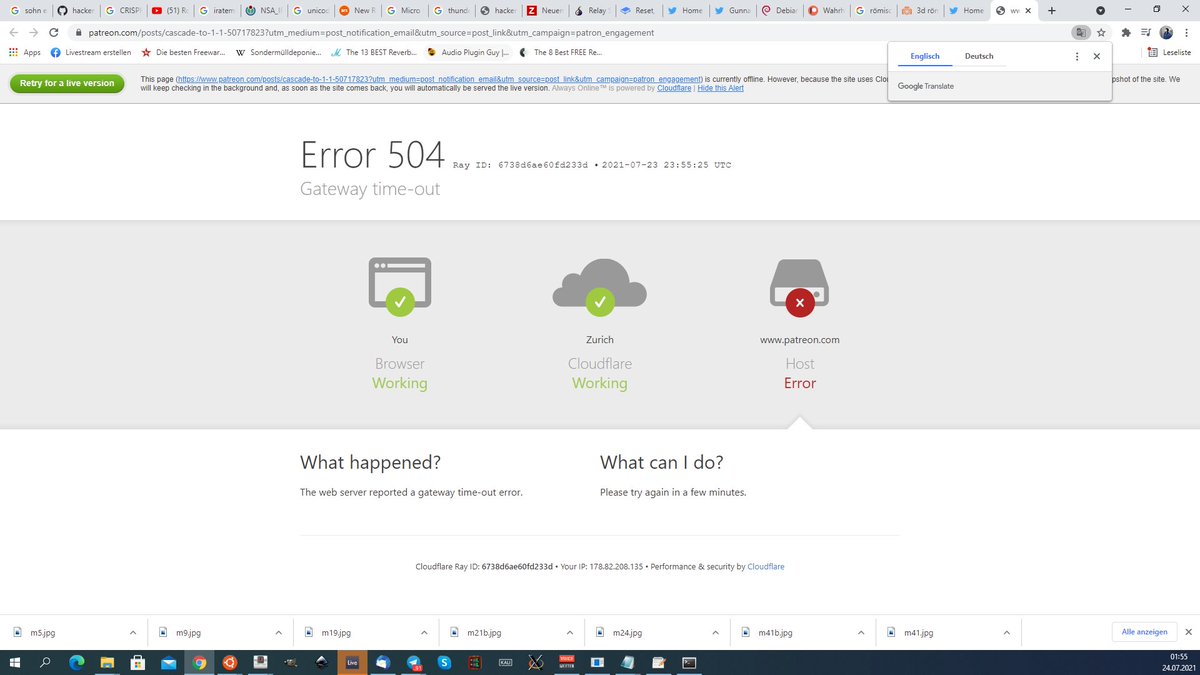 sohn e
hacker
CRISPR
(51) R
iratem
NSA_I
unicos
New R
Micro
thund
hacker
Neuer
Relay S
Reset,
Home
Gunna
Debia
Wahrh
römisc
3d rön
Home
ww
patreon.com/posts/cascade-to-1-1-50717823?utm_medium=post_notification_email&utm_source=post_link&utm_campaign=patron_engagement
Apps Livestream erstellen Die besten Freewar... Sondermülldeponie... The 13 BEST Reverb... Audio Plugin Guy |... The 8 Best FREE Re... Leseliste
Englisch Deutsch
Google Translate
Retry for a live version
This page (https://www.patreon.com/posts/cascade-to-1-1-50717823?utm_medium=post_notification_email&utm_source=post_link&utm_campaign=patron_engagement) is currently offline. However, because the site uses Clou pshot of the site. We
will keep checking in the background and, as soon as the site comes back, you will automatically be served the live version. Always Online™ is powered by Cloudflare | Hide this Alert
Error 504 Ray ID: 6738d6ae60fd233d • 2021-07-23 23:55:25 UTC
Gateway time-out
You
Browser
Working
Zurich
Cloudflare
Working
www.patreon.com
Host
Error
What happened?
The web server reported a gateway time-out error.
What can I do?
Please try again in a few minutes.
Cloudflare Ray ID: 6738d6ae60fd233d • Your IP: 178.82.208.135 • Performance & security by Cloudflare
m5.jpg m9.jpg m19.jpg m21b.jpg m24.jpg m41b.jpg m41.jpg Alle anzeigen
Live
KALI
01:55
24.07.2021